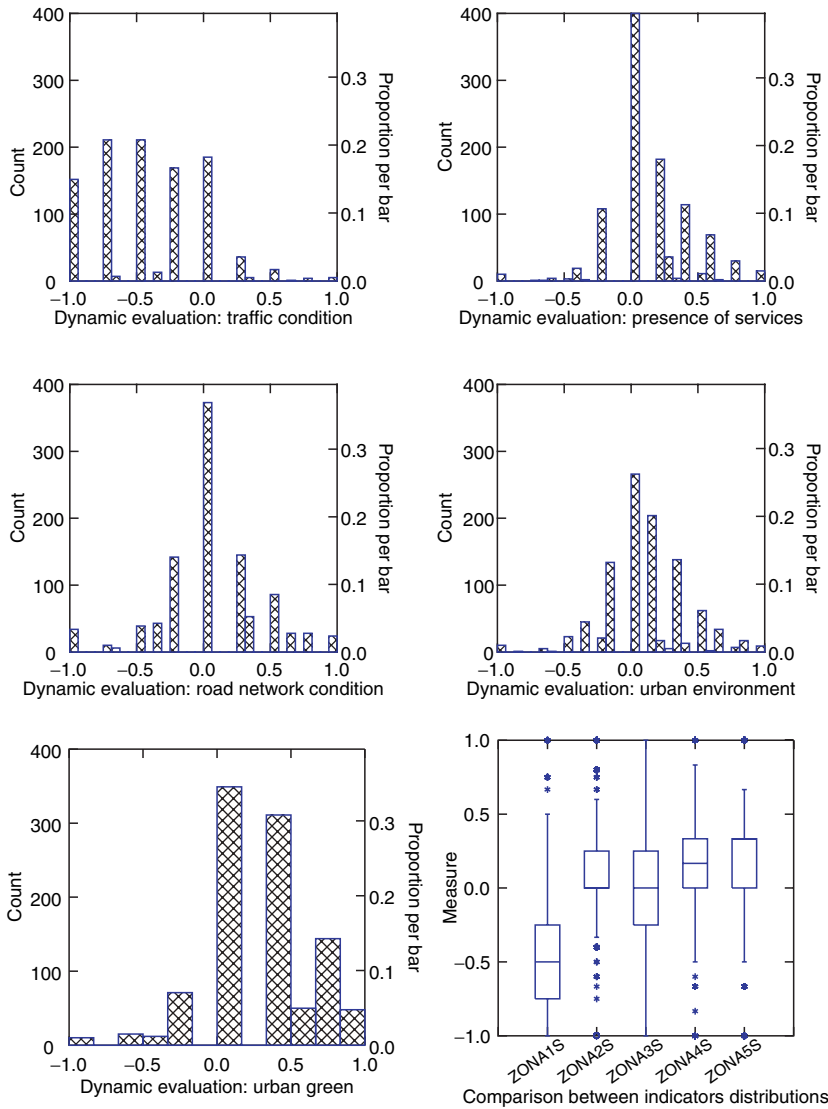 400
300
200
100
0
Count
0.3
0.2
0.1
0.0
Proportion per bar
−1.0 −0.5 0.0 0.5 1.0
Dynamic evaluation: traffic condition
400
300
200
100
0
Count
0.3
0.2
0.1
0.0
Proportion per bar
−1.0 −0.5 0.0 0.5 1.0
Dynamic evaluation: presence of services
400
300
200
100
0
Count
0.3
0.2
0.1
0.0
Proportion per bar
−1.0 −0.5 0.0 0.5 1.0
Dynamic evaluation: road network condition
400
300
200
100
0
Count
0.3
0.2
0.1
0.0
Proportion per bar
−1.0 −0.5 0.0 0.5 1.0
Dynamic evaluation: urban environment
400
300
200
100
0
Count
0.3
0.2
0.1
0.0
Proportion per bar
−1.0 −0.5 0.0 0.5 1.0
Dynamic evaluation: urban green
1.0
0.5
0.0
−0.5
−1.0
Measure
ZONA1S ZONA2S ZONA3S ZONA4S ZONA5S
Comparison between indicators distributions